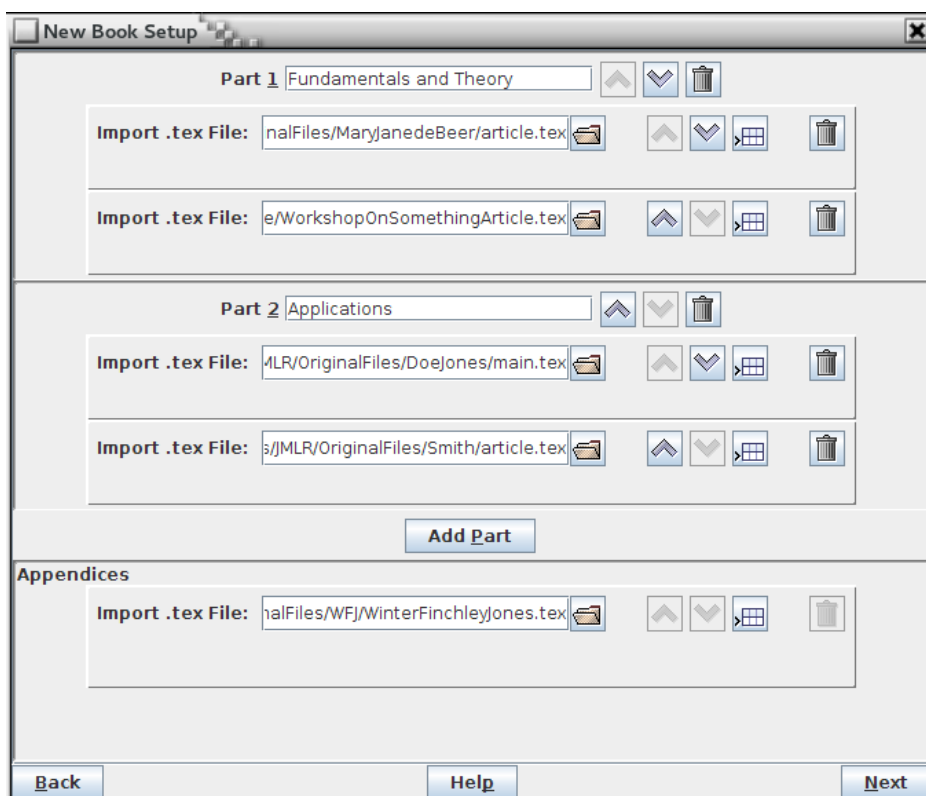 New Book Setup
Part 1 Fundamentals and Theory
Import .tex File: nalFiles/MaryJanedeBeer/article.tex
Import .tex File: e/WorkshopOnSomethingArticle.tex
Part 2 Applications
Import .tex File: MLR/OriginalFiles/DoeJones/main.tex
Import .tex File: s/JMLR/OriginalFiles/Smith/article.tex
Add Part
Appendices
Import .tex File: nalFiles/WFJ/WinterFinchleyJones.tex
Back Help Next